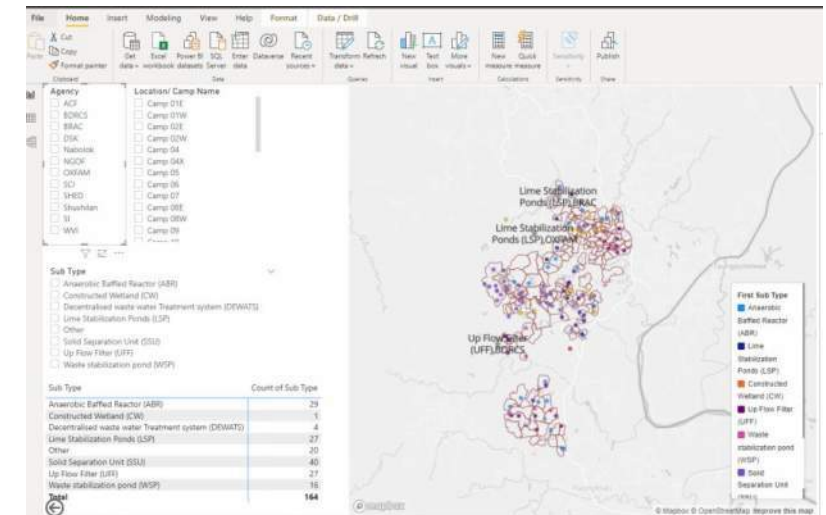 File Home Insert Modeling View Help Format Data / Drill
Paste
Cut
Copy
Format painter
Get data
Excel workbook
Power BI datasets
SQL Server
Enter data
Dataverse
Recent sources
Transform data
Refresh
New visual
Text box
More visuals
New measure
Quick measure
Sensitivity
Publish
Clipboard Data Queries Insert Calculations Sensitivity Share
Agency
ACF
BDRCS
BRAC
DSK
Nabolok
NGOF
OXFAM
SCI
SHED
Shushilan
SI
WVI
Location/ Camp Name
Camp 01E
Camp 01W
Camp 02E
Camp 02W
Camp 04
Camp 04X
Camp 05
Camp 06
Camp 07
Camp 08E
Camp 08W
Camp 09
Sub Type
Anaerobic Baffled Reactor (ABR)
Constructed Wetland (CW)
Decentralised waste water Treatment system (DEWATS)
Lime Stabilization Ponds (LSP)
Other
Solid Separation Unit (SSU)
Up Flow Filter (UFF)
Waste stabilization pond (WSP)
Sub Type Count of Sub Type
Anaerobic Baffled Reactor (ABR) 29
Constructed Wetland (CW) 1
Decentralised waste water Treatment system (DEWATS) 4
Lime Stabilization Ponds (LSP) 27
Other 20
Solid Separation Unit (SSU) 40
Up Flow Filter (UFF) 27
Waste stabilization pond (WSP) 16
Total 164
Lime Stabilization
Ponds (LSP),BRAC
Lime Stabilization
Ponds (LSP),OXFAM
Up Flow Filter
(UFF),BDRCS
First Sub Type
Anaerobic
Baffled Reactor
(ABR)
Lime
Stabilization
Ponds (LSP)
Constructed
Wetland (CW)
Up Flow Filter
(UFF)
Waste
stabilization pond
(WSP)
Solid
Separation Unit
(SSU)
mapbox
© Mapbox © OpenStreetMap Improve this map